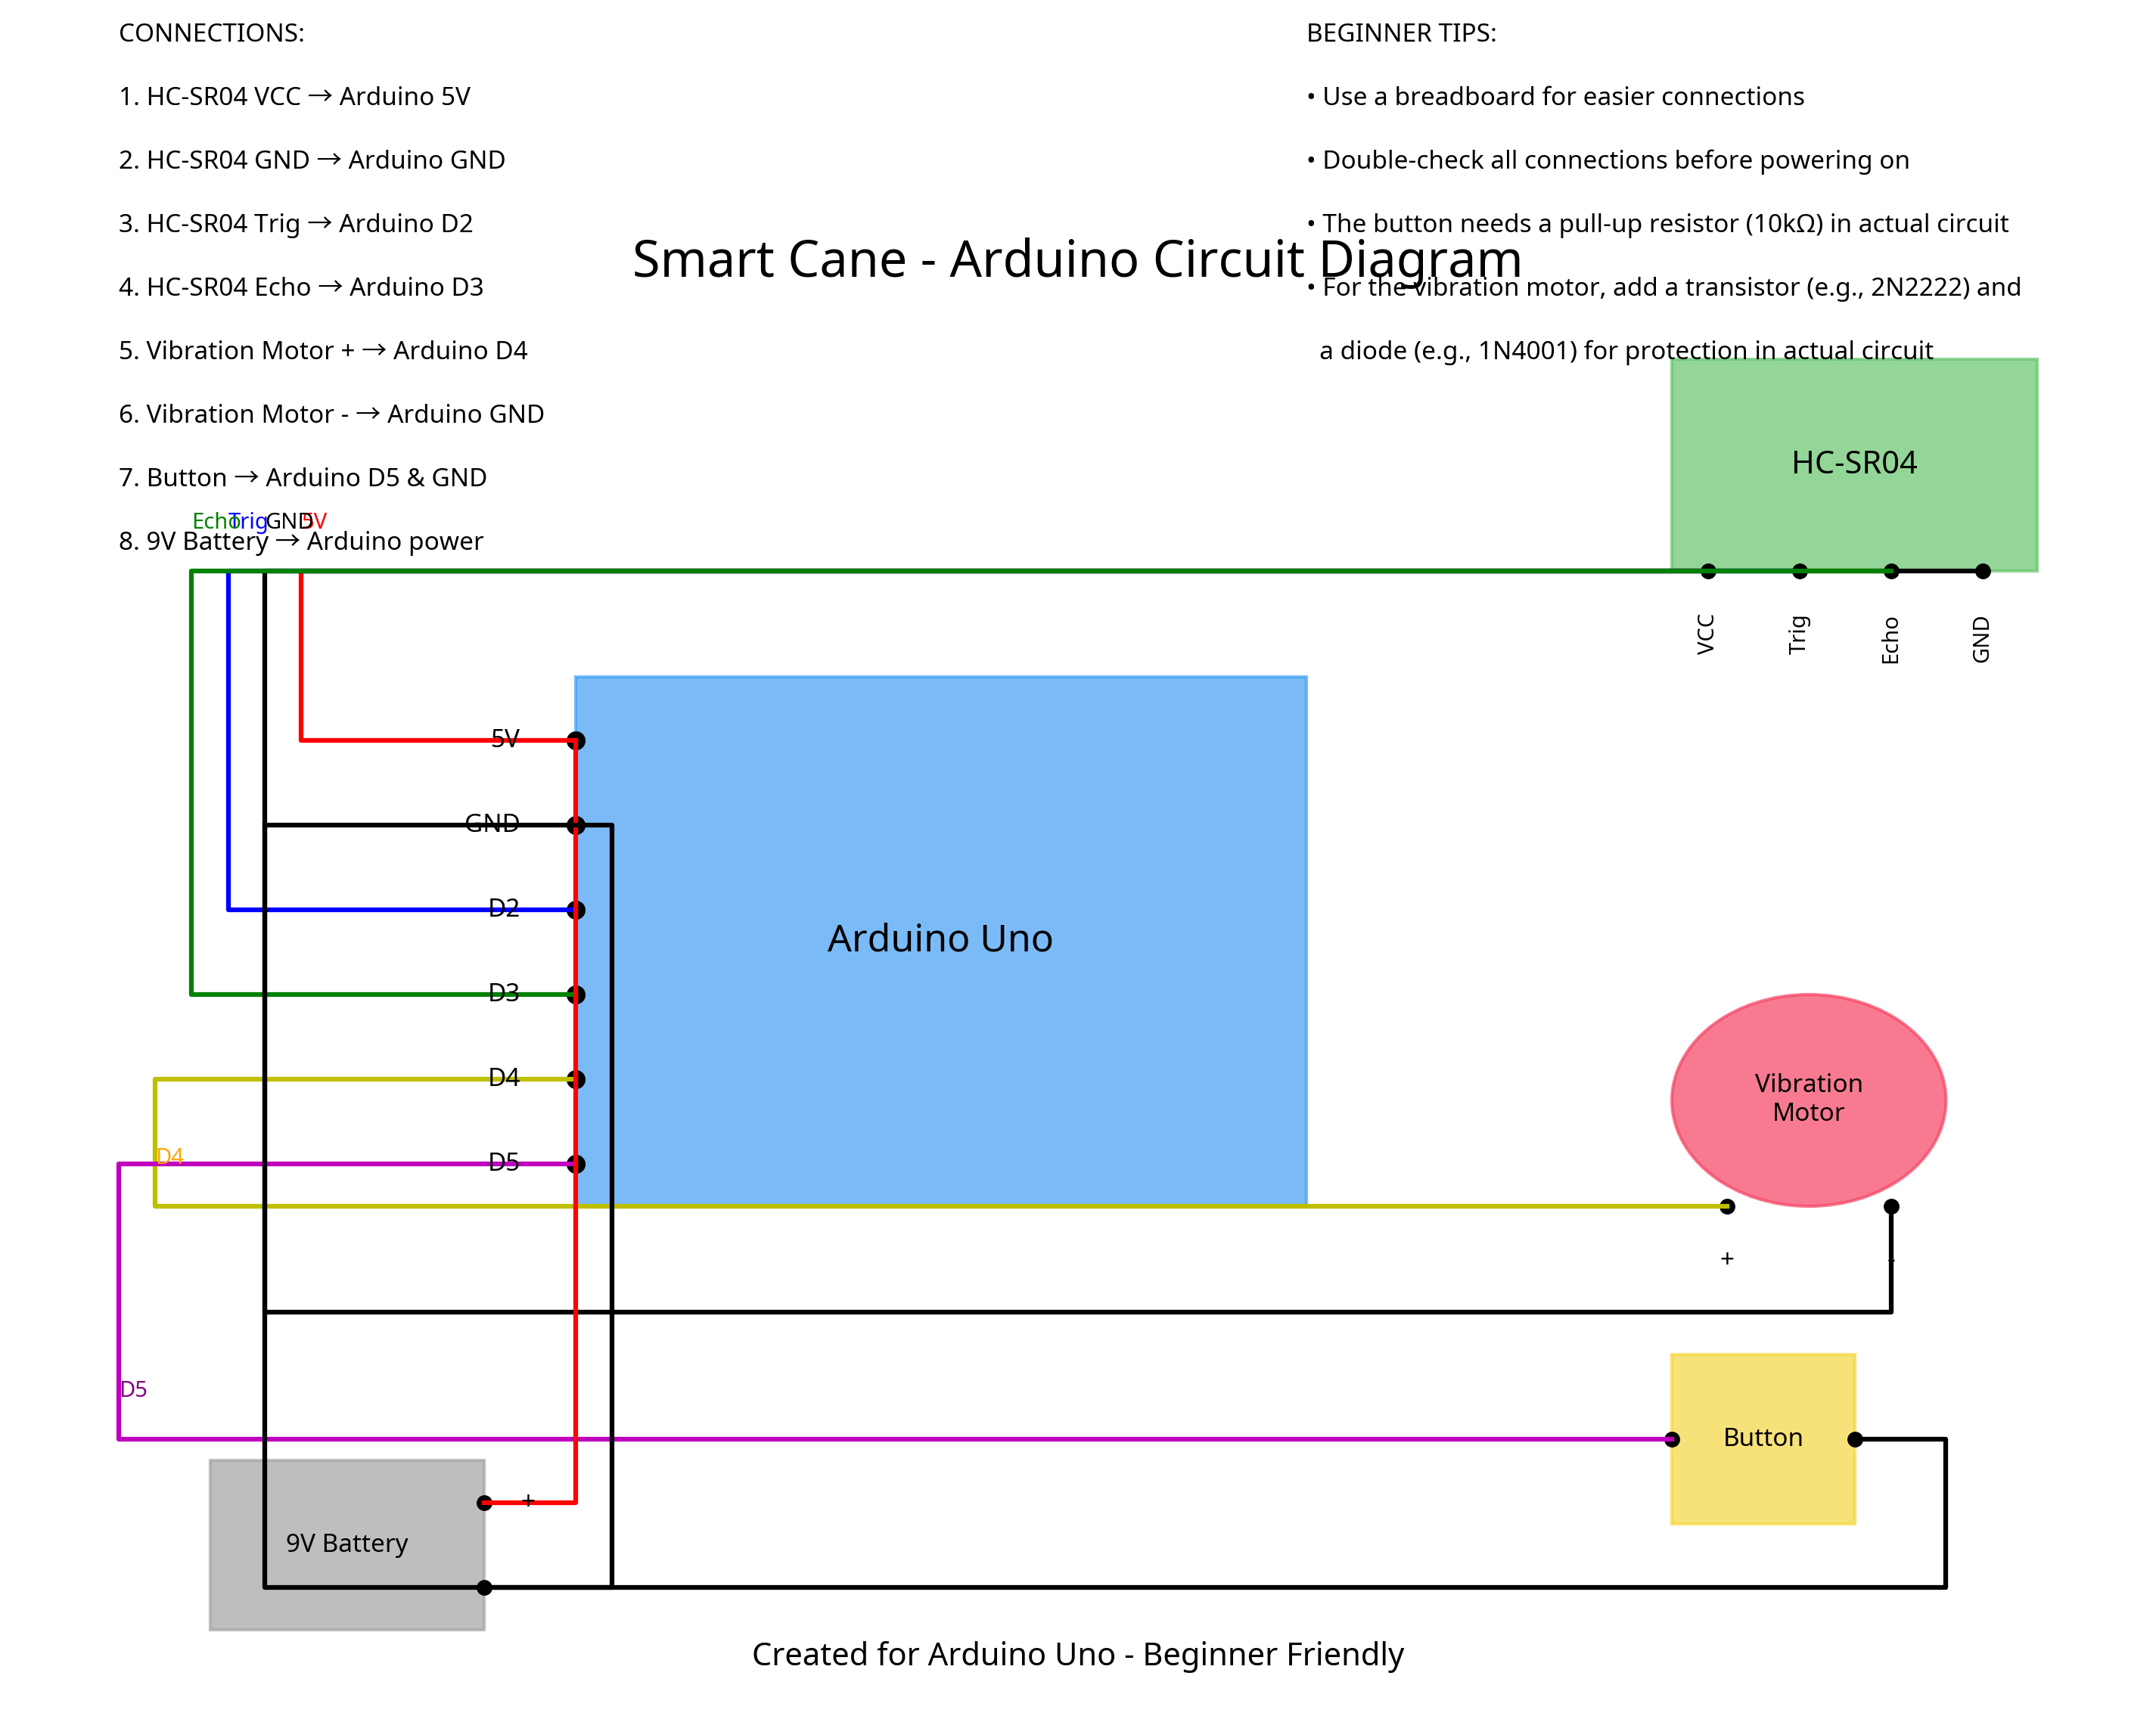 CONNECTIONS:
1. HC-SR04 VCC → Arduino 5V
2. HC-SR04 GND → Arduino GND
3. HC-SR04 Trig → Arduino D2
4. HC-SR04 Echo → Arduino D3
5. Vibration Motor + → Arduino D4
6. Vibration Motor - → Arduino GND
7. Button → Arduino D5 & GND
8. 9V Battery → Arduino power
BEGINNER TIPS:
• Use a breadboard for easier connections
• Double-check all connections before powering on
• The button needs a pull-up resistor (10kΩ) in actual circuit
• For the vibration motor, add a transistor (e.g., 2N2222) and
a diode (e.g., 1N4001) for protection in actual circuit
Smart Cane - Arduino Circuit Diagram
HC-SR04
Echo
Trig
GND
5V
VCC
Trig
Echo
GND
5V
GND
D2
D3
D4
D5
Arduino Uno
Vibration
Motor
D4
+
-
D5
Button
+
9V Battery
Created for Arduino Uno - Beginner Friendly